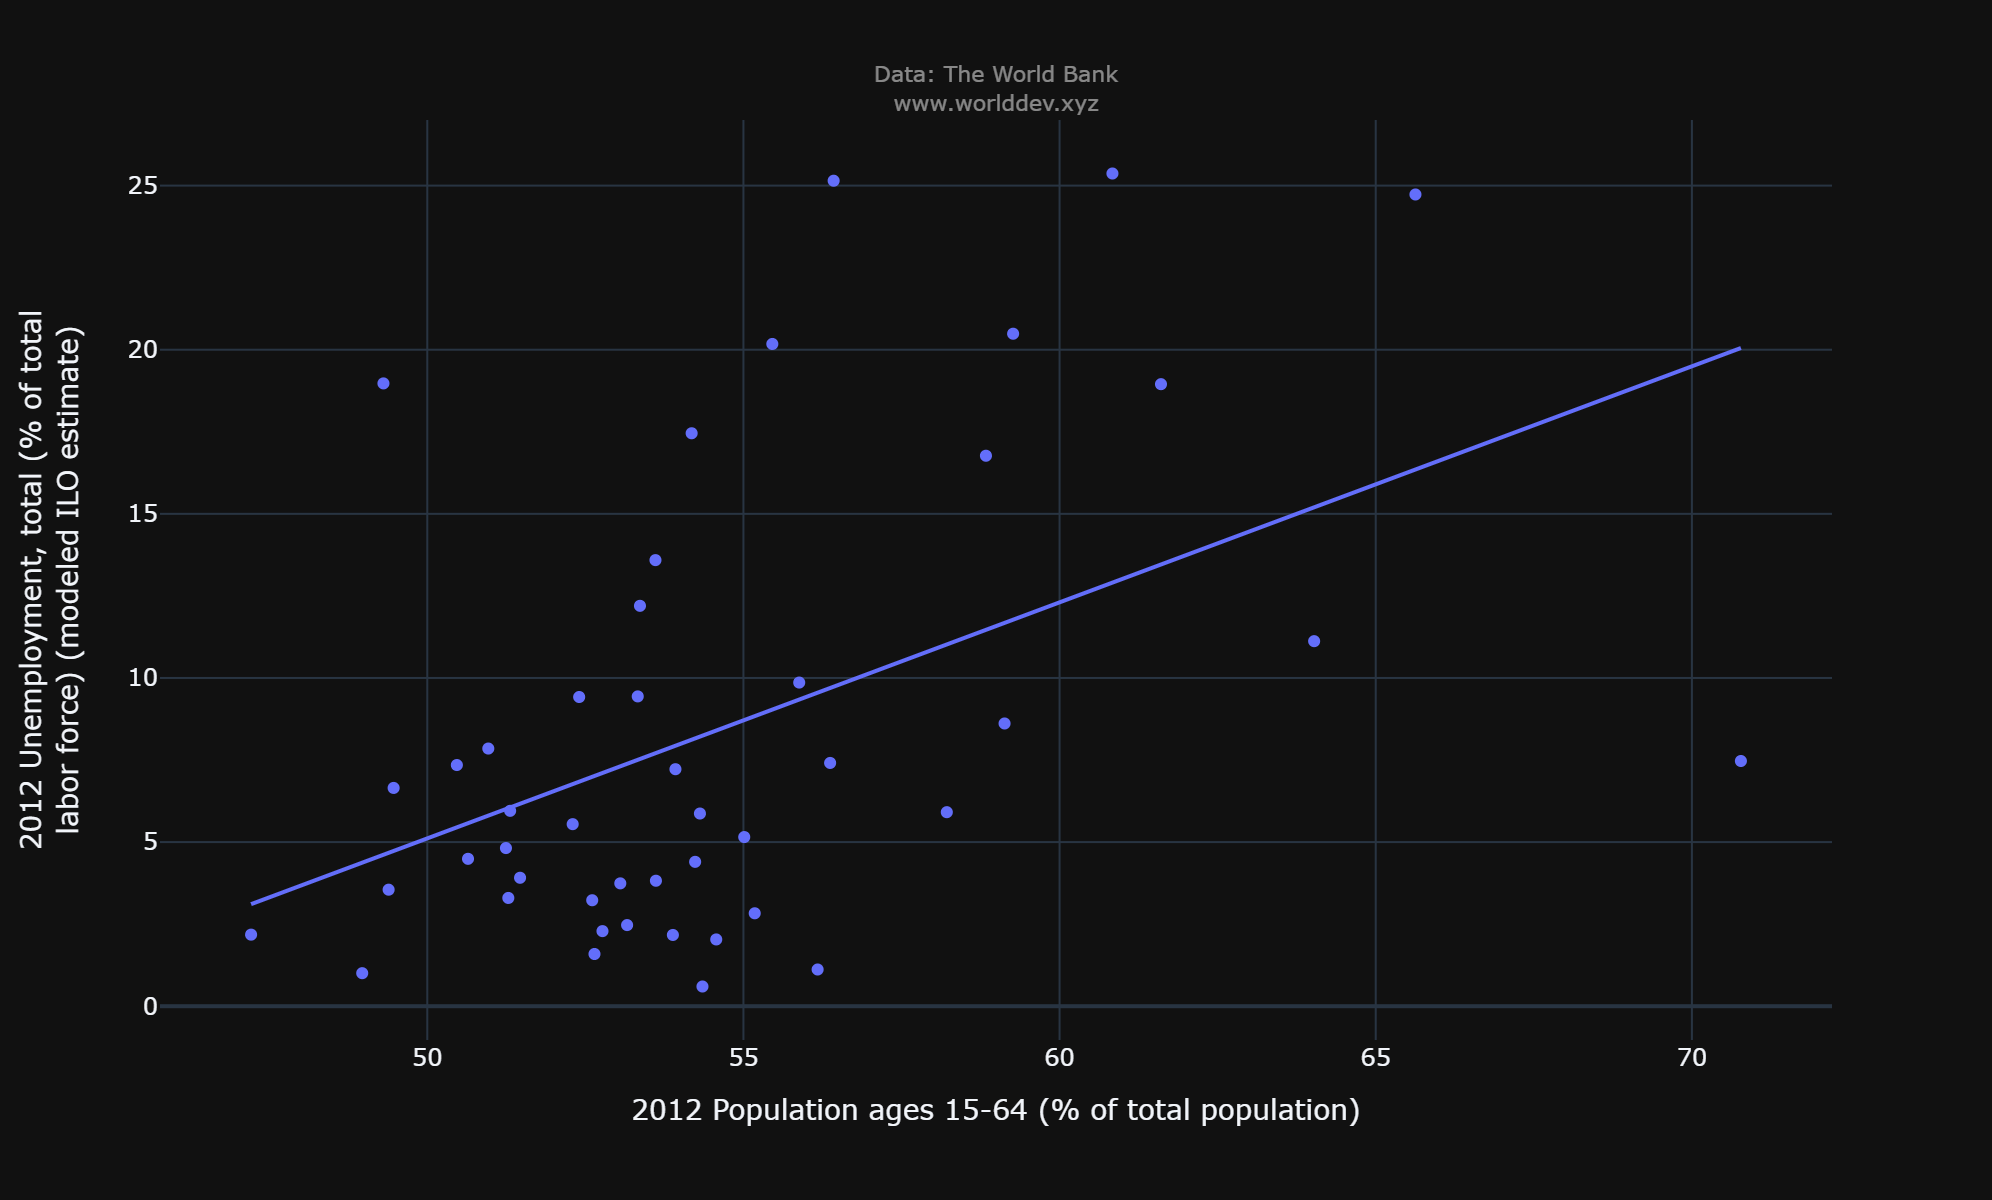 Data: The World Bank
www.worlddev.xyz
25
20
15
10
5
0
2012 Unemployment, total (% of total
labor force) (modeled ILO estimate)
50
55
60
65
70
2012 Population ages 15-64 (% of total population)